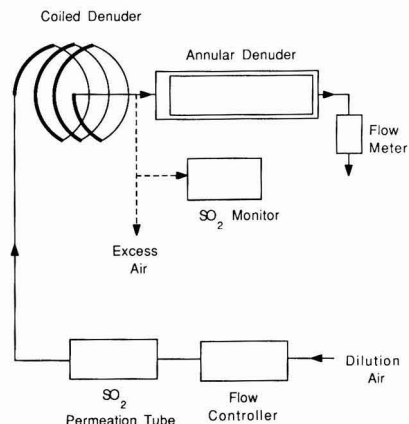 Coiled Denuder
Annular Denuder
Flow
Meter
SO2 Monitor
Excess
Air
Dilution
Air
SO2
Permeation Tube
Flow
Controller